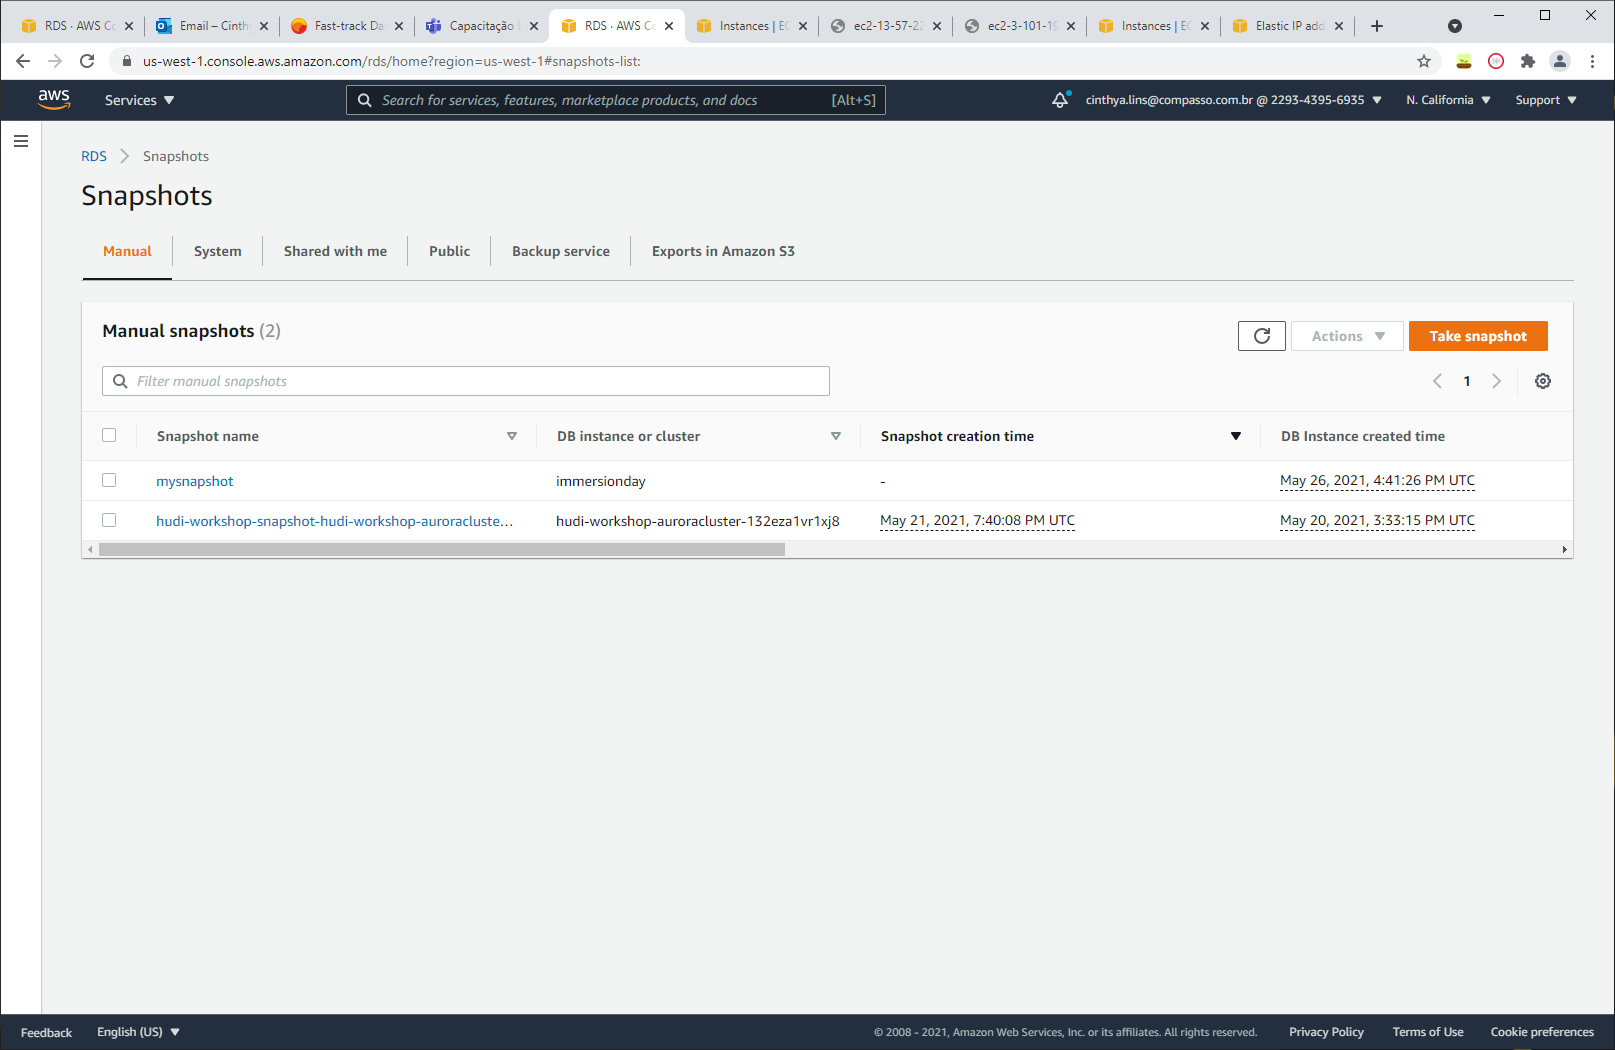 RDS · AWS Co
Email – Cinth
Fast-track Da
Capacitação E
RDS · AWS Co
Instances | EC
ec2-13-57-22
ec2-3-101-19
Instances | EC
Elastic IP add
us-west-1.console.aws.amazon.com/rds/home?region=us-west-1#snapshots-list:
aws
Services
Search for services, features, marketplace products, and docs [Alt+S]
cinthya.lins@compasso.com.br @ 2293-4395-6935
N. California
Support
RDS > Snapshots
Snapshots
Manual
System
Shared with me
Public
Backup service
Exports in Amazon S3
Manual snapshots (2)
Actions
Take snapshot
Filter manual snapshots
1
Snapshot name
DB instance or cluster
Snapshot creation time
DB Instance created time
mysnapshot
immersionday
-
May 26, 2021, 4:41:26 PM UTC
hudi-workshop-snapshot-hudi-workshop-auroracluste...
hudi-workshop-auroracluster-132eza1vr1xj8
May 21, 2021, 7:40:08 PM UTC
May 20, 2021, 3:33:15 PM UTC
Feedback
English (US)
© 2008 - 2021, Amazon Web Services, Inc. or its affiliates. All rights reserved.
Privacy Policy
Terms of Use
Cookie preferences